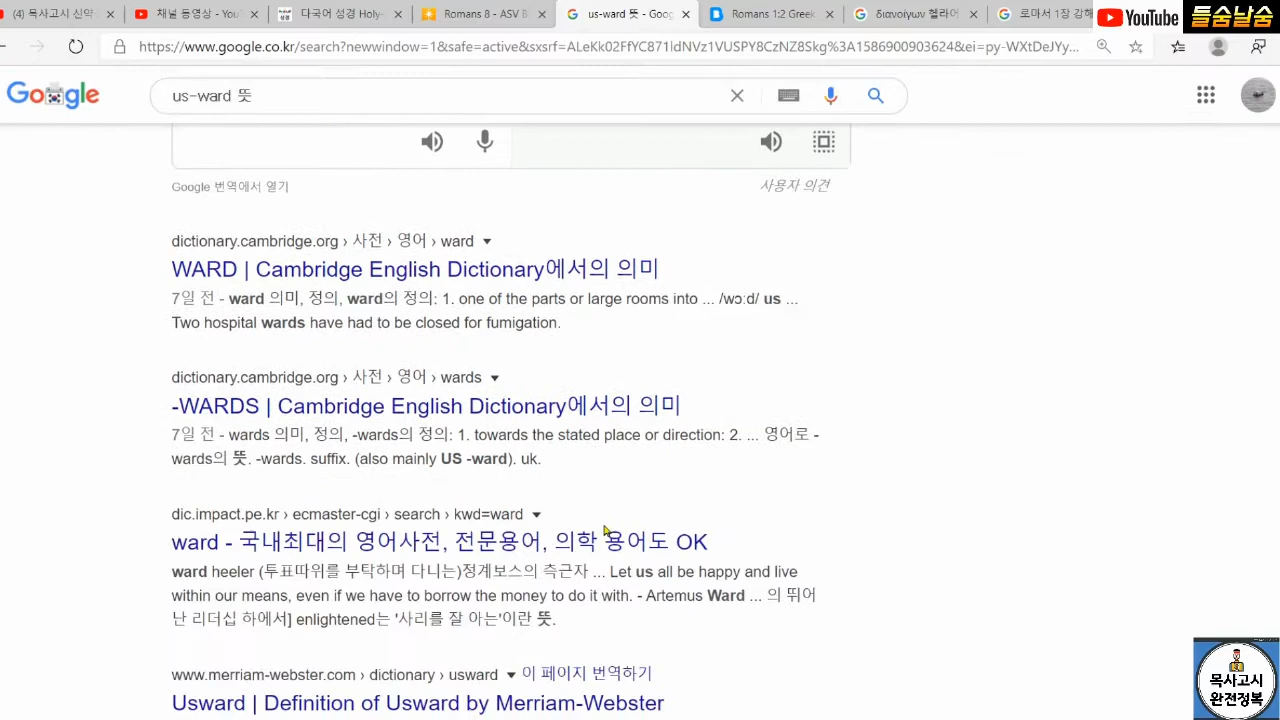 (4) 목사고시 신약
채널 동영상 - You
다국어 성경 Holy-
Romans 8
us-ward 뜻 - Goo
Romans 1:2 Greek
διανοίγων 헬라어
로마서 1장 강해
YouTube
들숨날숨
https://www.google.co.kr/search?newwindow=1&safe=active&sxsrf=ALeKk02FfYC871ldNVz1VUSPY8CzNZ8Skg%3A1586900903624&ei=py-WXtDeJYy...
Google
us-ward 뜻
Google 번역에서 열기
사용자 의견
dictionary.cambridge.org › 사전 › 영어 › ward
WARD | Cambridge English Dictionary에서의 의미
7일 전 - ward 의미, 정의, ward의 정의: 1. one of the parts or large rooms into ... /wɔːd/ us ...
Two hospital wards have had to be closed for fumigation.
dictionary.cambridge.org › 사전 › 영어 › wards
-WARDS | Cambridge English Dictionary에서의 의미
7일 전 - wards 의미, 정의, -wards의 정의: 1. towards the stated place or direction: 2. ... 영어로 -
wards의 뜻. -wards. suffix. (also mainly US -ward). uk.
dic.impact.pe.kr › ecmaster-cgi › search › kwd=ward
ward - 국내최대의 영어사전, 전문용어, 의학 용어도 OK
ward heeler (투표따위를 부탁하며 다니는)정계보스의 측근자 ... Let us all be happy and live
within our means, even if we have to borrow the money to do it with. - Artemus Ward ... 의 뛰어
난 리더십 하에서] enlightened는 '사리를 잘 아는'이란 뜻.
www.merriam-webster.com › dictionary › usward 이 페이지 번역하기
Usward | Definition of Usward by Merriam-Webster
목사고시
완전정복